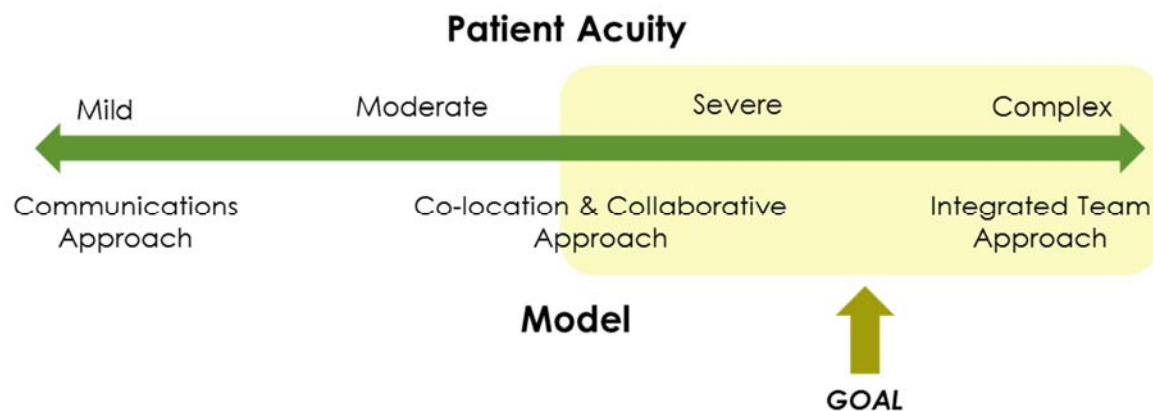 Patient Acuity
Mild Moderate Severe Complex
Communications Approach
Co-location & Collaborative Approach
Integrated Team Approach
Model
GOAL